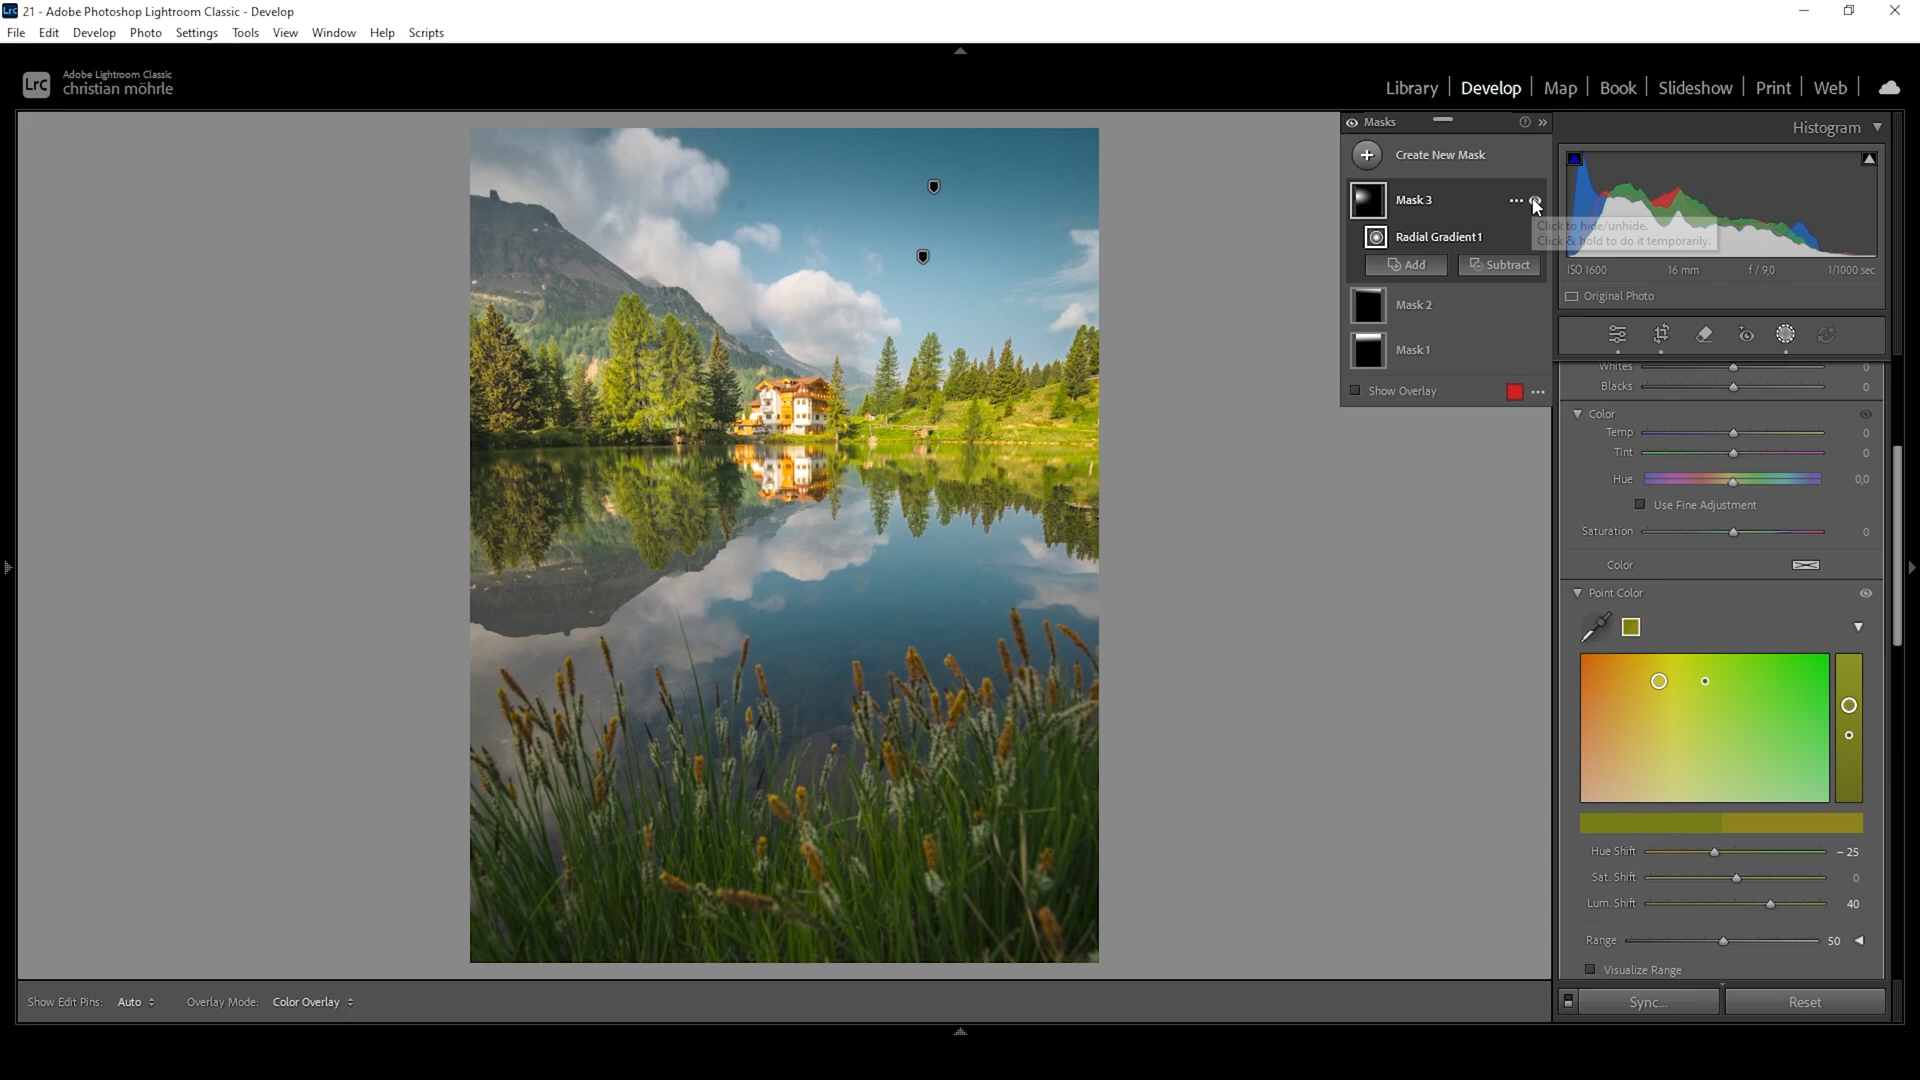 Lrc 21 - Adobe Photoshop Lightroom Classic - Develop
File Edit Develop Photo Settings Tools View Window Help Scripts
LrC Adobe Lightroom Classic
christian möhrle
Library Develop Map Book Slideshow Print Web
Masks
Create New Mask
Mask 3
Radial Gradient 1
Add Subtract
Mask 2
Mask 1
Show Overlay
Click to hide/unhide.
Click & hold to do it temporarily.
Histogram
ISO 1600 16 mm f / 9,0 1/1000 sec
Original Photo
Whites 0
Blacks 0
Color
Temp 0
Tint 0
Hue 0,0
Use Fine Adjustment
Saturation 0
Color
Point Color
Hue Shift - 25
Sat. Shift 0
Lum. Shift 40
Range 50
Visualize Range
Sync... Reset
Show Edit Pins: Auto Overlay Mode: Color Overlay